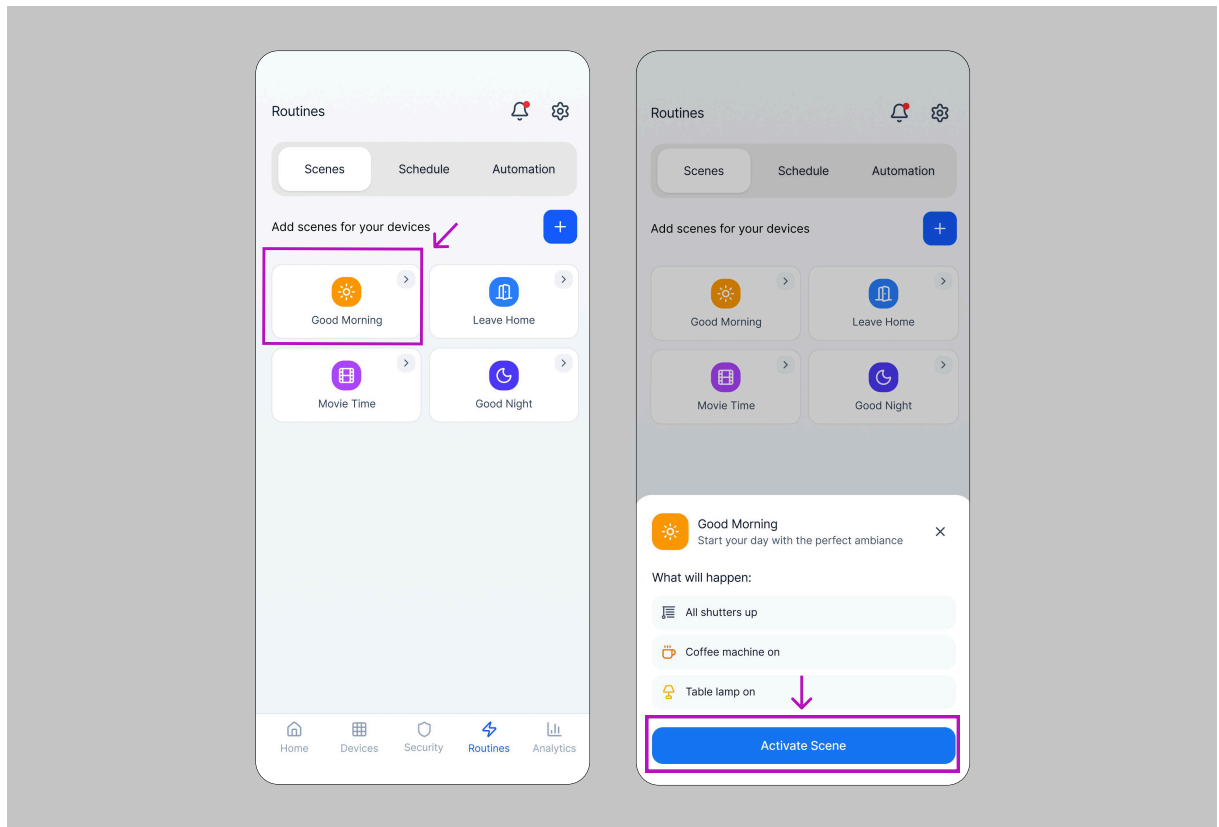 Routines
Scenes Schedule Automation
Add scenes for your devices
Good Morning Leave Home
Movie Time Good Night
Home Devices Security Routines Analytics
Routines
Scenes Schedule Automation
Add scenes for your devices
Good Morning Leave Home
Movie Time Good Night
Good Morning
Start your day with the perfect ambiance
What will happen:
All shutters up
Coffee machine on
Table lamp on
Activate Scene